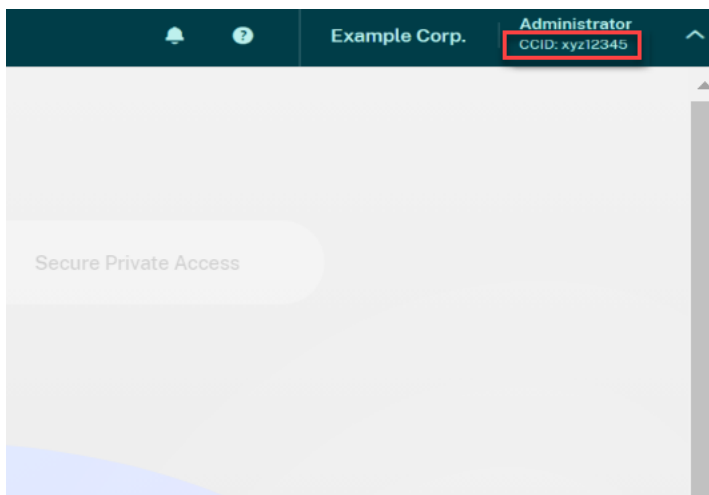 Example Corp.
Administrator
CCID: xyz12345
Secure Private Access